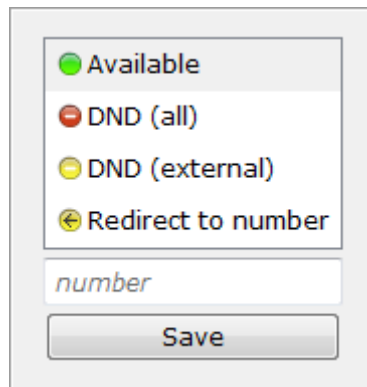 Available
DND (all)
DND (external)
Redirect to number
number
Save